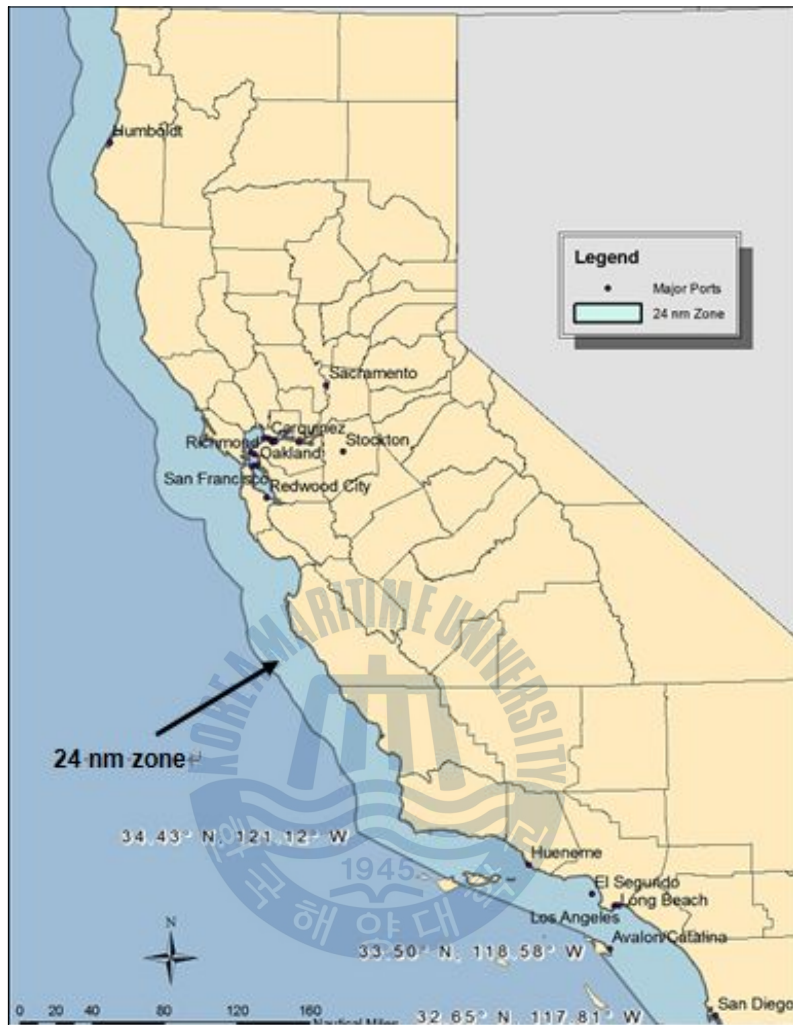 Humboldt
Legend
Major Ports
24 nm Zone
Sacramento
Carquinez
Richmond
Oakland
Stockton
San Francisco
Redwood City
KOREA MARITIME UNIVERSITY
24 nm zone
34.43° N, 121.12° W
Hueneme
1945
El Segundo
Long Beach
Los Angeles
Avalon/Catalina
한국해양대학교
N
33.50° N, 118.58° W
San Diego
0 20 40 80 120 160
Nautical Miles
32.65° N, 117.81° W